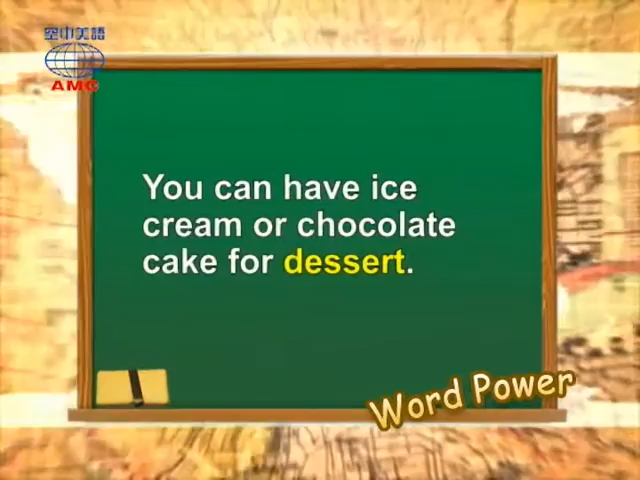 空中美語
AMC
You can have ice
cream or chocolate
cake for dessert.
Word Power